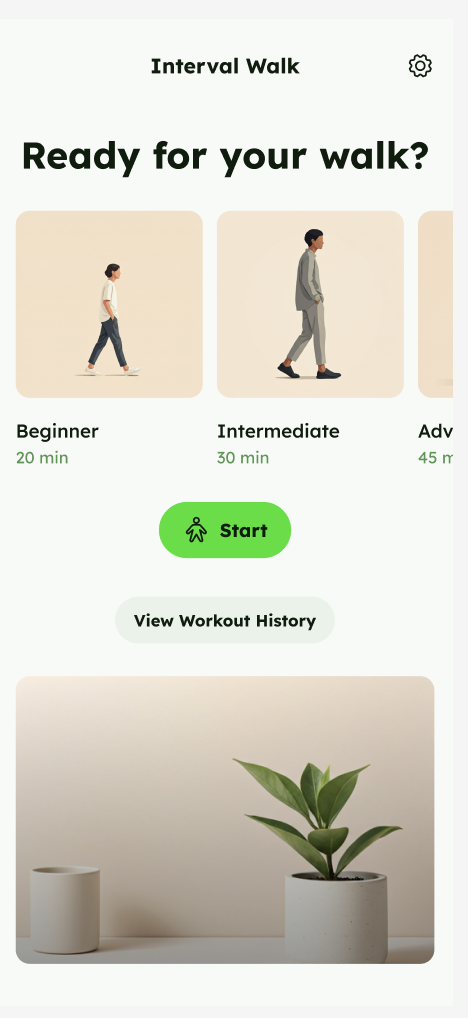 Interval Walk
Ready for your walk?
Beginner
20 min
Intermediate
30 min
Adv
45 m
Start
View Workout History